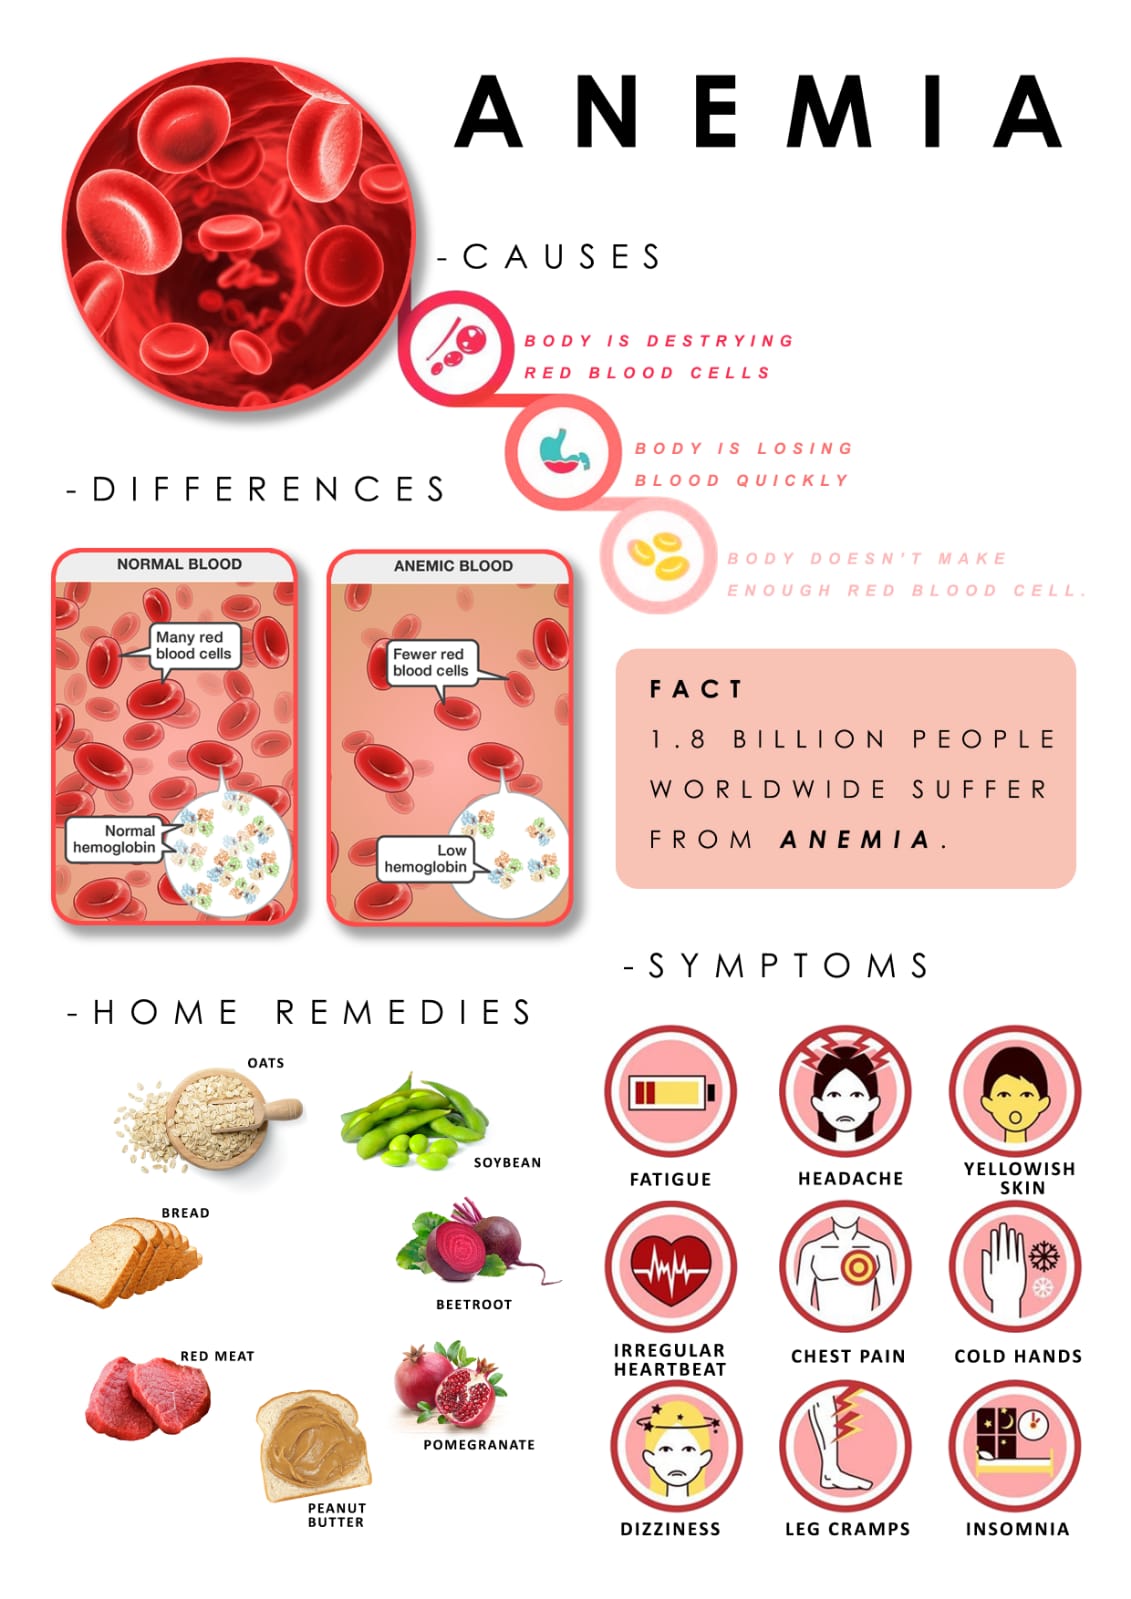 ANEMIA
-CAUSES
BODY IS DESTRYING
RED BLOOD CELLS
BODY IS LOSING
BLOOD QUICKLY
BODY DOESN'T MAKE
ENOUGH RED BLOOD CELL.
-DIFFERENCES
NORMAL BLOOD
Many red
blood cells
Normal
hemoglobin
ANEMIC BLOOD
Fewer red
blood cells
Low
hemoglobin
FACT
1.8 BILLION PEOPLE
WORLDWIDE SUFFER
FROM ANEMIA.
-HOME REMEDIES
OATS
SOYBEAN
BREAD
BEETROOT
RED MEAT
POMEGRANATE
PEANUT
BUTTER
-SYMPTOMS
FATIGUE
HEADACHE
YELLOWISH
SKIN
IRREGULAR
HEARTBEAT
CHEST PAIN
COLD HANDS
DIZZINESS
LEG CRAMPS
INSOMNIA